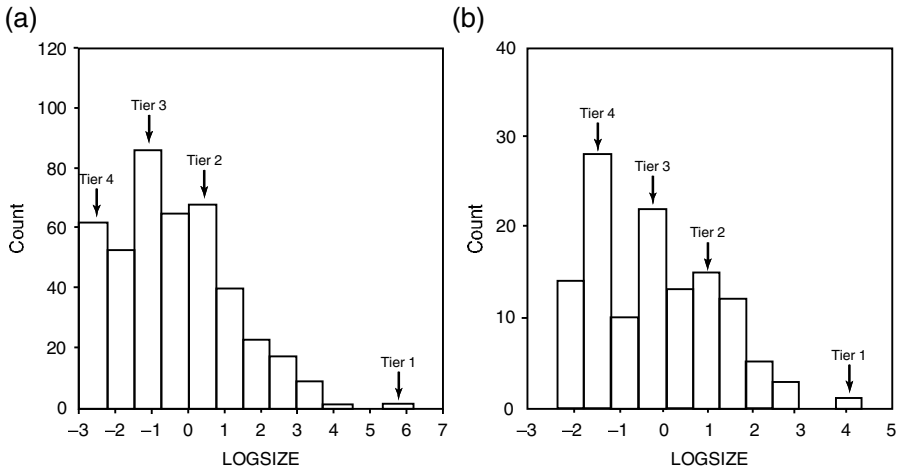 (a)
120
100
80
60
40
20
0
Count
Tier 4
Tier 3
Tier 2
Tier 1
−3 −2 −1 0 1 2 3 4 5 6 7
LOGSIZE
(b)
40
30
20
10
0
Count
Tier 4
Tier 3
Tier 2
Tier 1
−2 −1 0 1 2 3 4 5
LOGSIZE